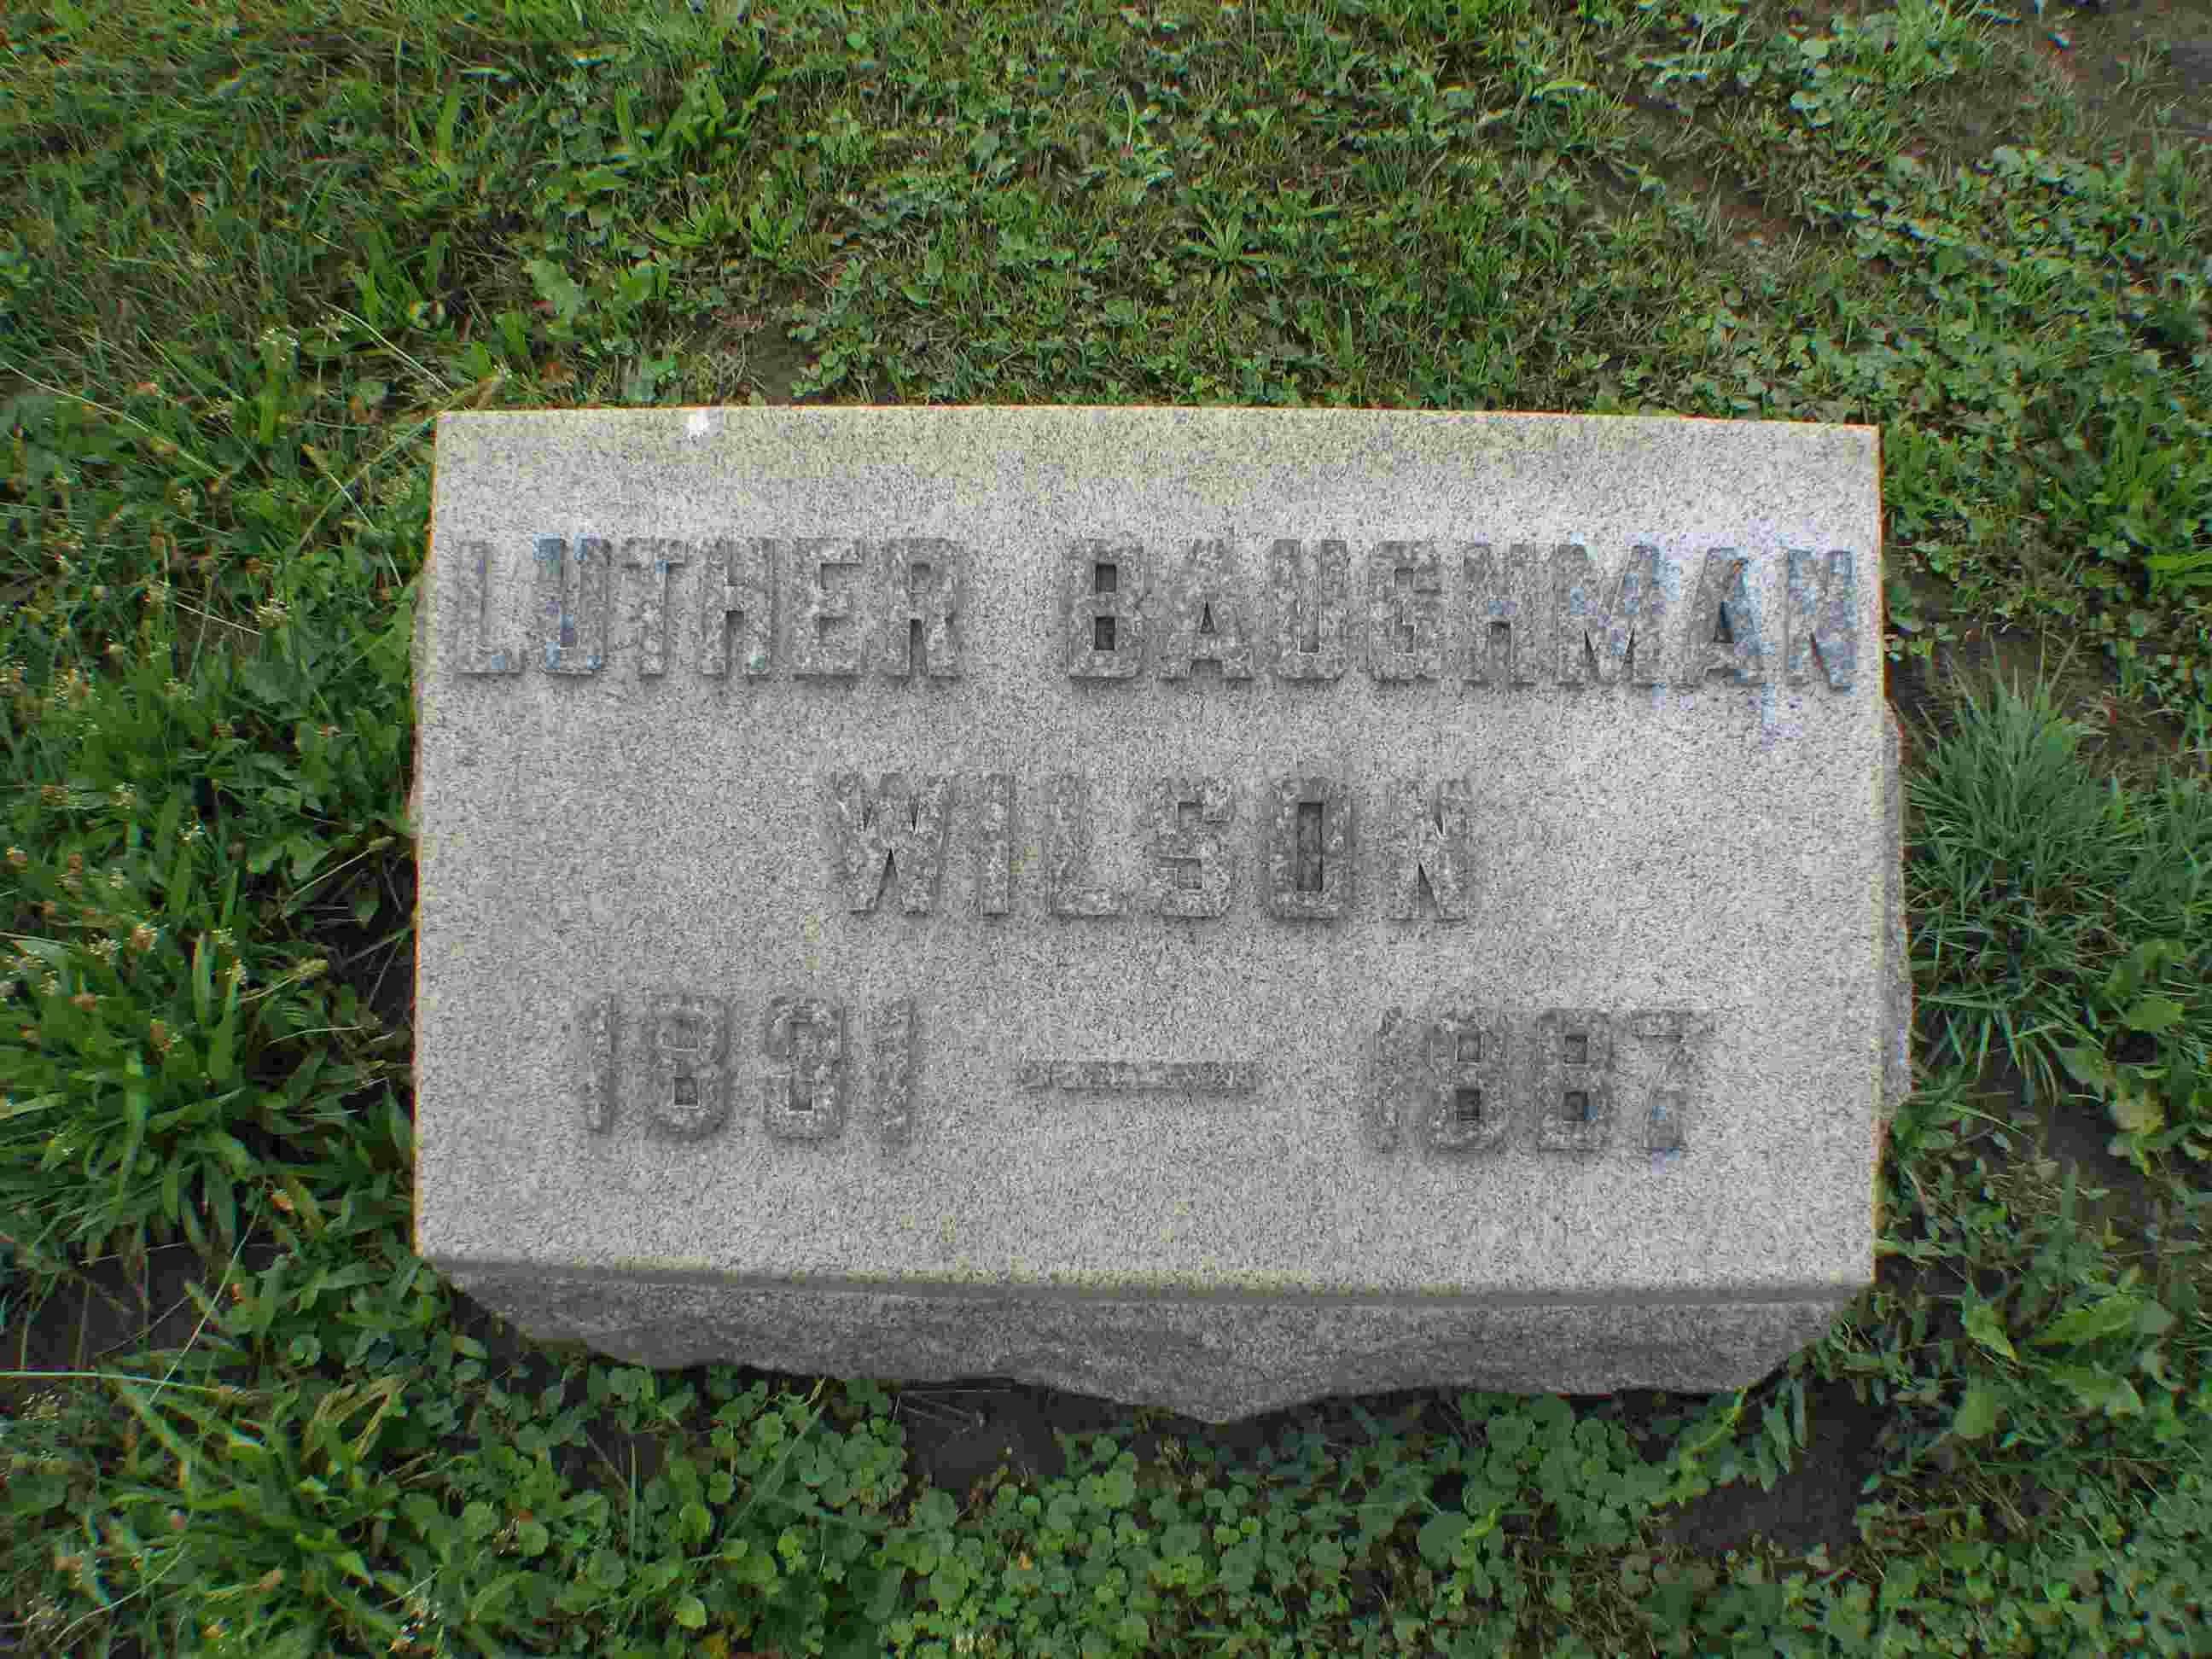 LUTHER BAUGHMAN
WILSON
1831 — 1887